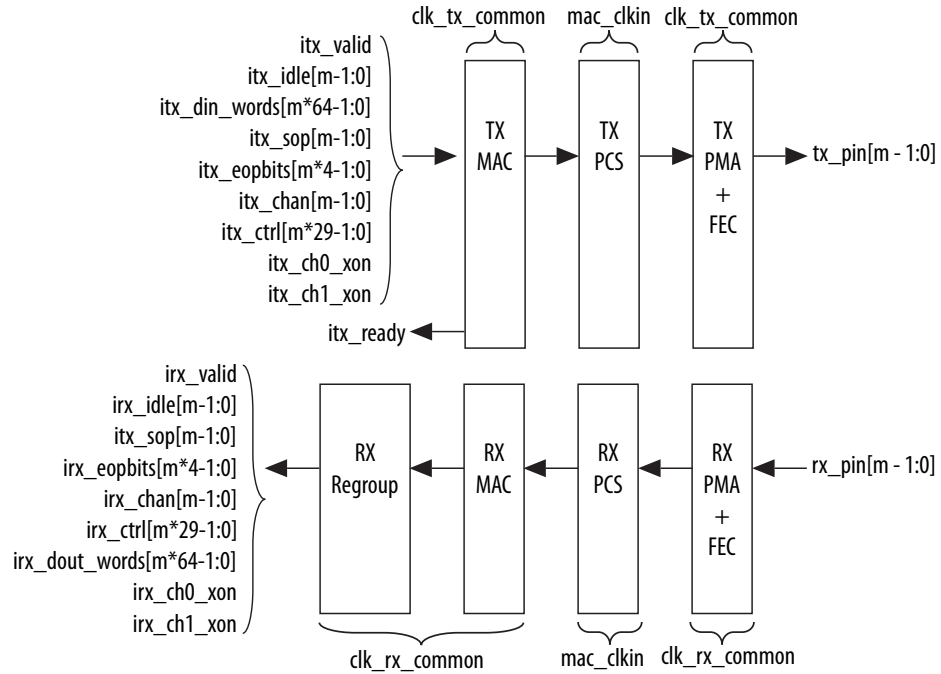 clk_tx_common mac_clkin clk_tx_common
itx_valid
itx_idle[m-1:0]
itx_din_words[m*64-1:0]
itx_sop[m-1:0]
itx_eopbits[m*4-1:0]
itx_chan[m-1:0]
itx_ctrl[m*29-1:0]
itx_ch0_xon
itx_ch1_xon
itx_ready
TX
MAC
TX
PCS
TX
PMA
+
FEC
tx_pin[m - 1:0]
irx_valid
irx_idle[m-1:0]
itx_sop[m-1:0]
irx_eopbits[m*4-1:0]
irx_chan[m-1:0]
irx_ctrl[m*29-1:0]
irx_dout_words[m*64-1:0]
irx_ch0_xon
irx_ch1_xon
RX
Regroup
RX
MAC
RX
PCS
RX
PMA
+
FEC
rx_pin[m - 1:0]
clk_rx_common mac_clkin clk_rx_common